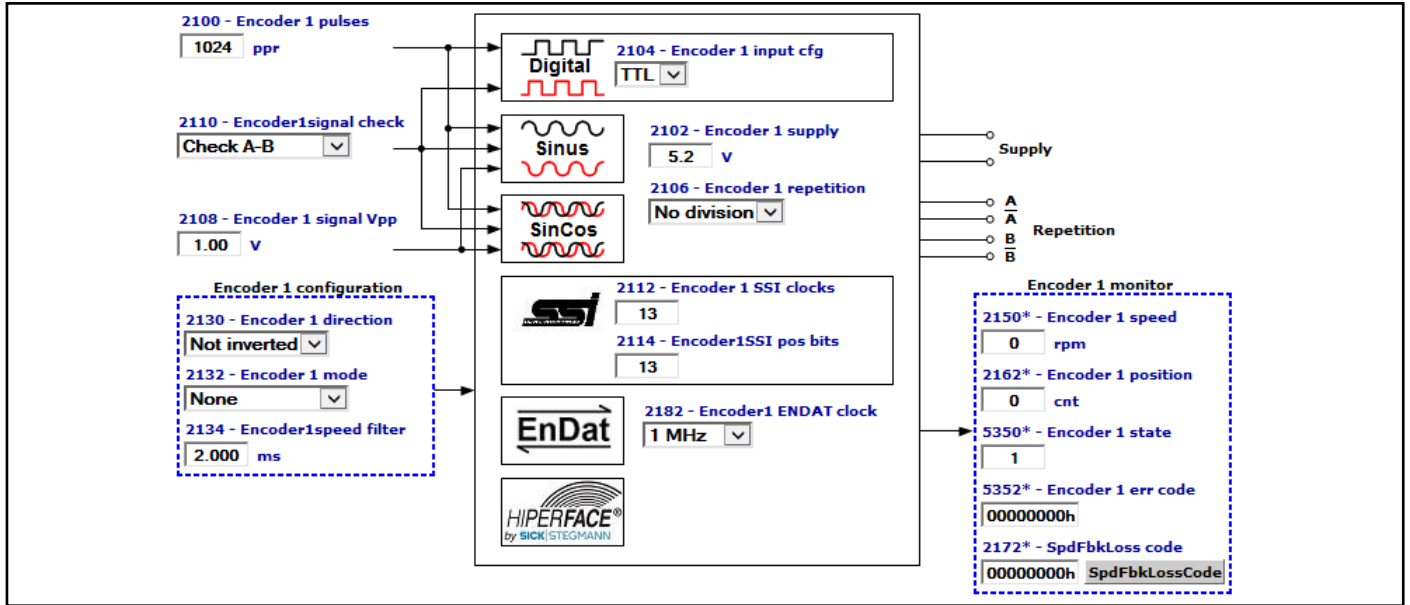 2100 - Encoder 1 pulses
1024 ppr
2110 - Encoder1signal check
Check A-B
2108 - Encoder 1 signal Vpp
1.00 V
Encoder 1 configuration
2130 - Encoder 1 direction
Not inverted
2132 - Encoder 1 mode
None
2134 - Encoder1speed filter
2.000 ms
Digital
2104 - Encoder 1 input cfg
TTL
Sinus
2102 - Encoder 1 supply
5.2 V
2106 - Encoder 1 repetition
No division
SinCos
SSI
2112 - Encoder 1 SSI clocks
13
2114 - Encoder1SSI pos bits
13
EnDat
2182 - Encoder1 ENDAT clock
1 MHz
HIPERFACE®
by SICK|STEGMANN
Supply
A
A
B
B
Repetition
Encoder 1 monitor
2150* - Encoder 1 speed
0 rpm
2162* - Encoder 1 position
0 cnt
5350* - Encoder 1 state
1
5352* - Encoder 1 err code
00000000h
2172* - SpdFbkLoss code
00000000h SpdFbkLossCode